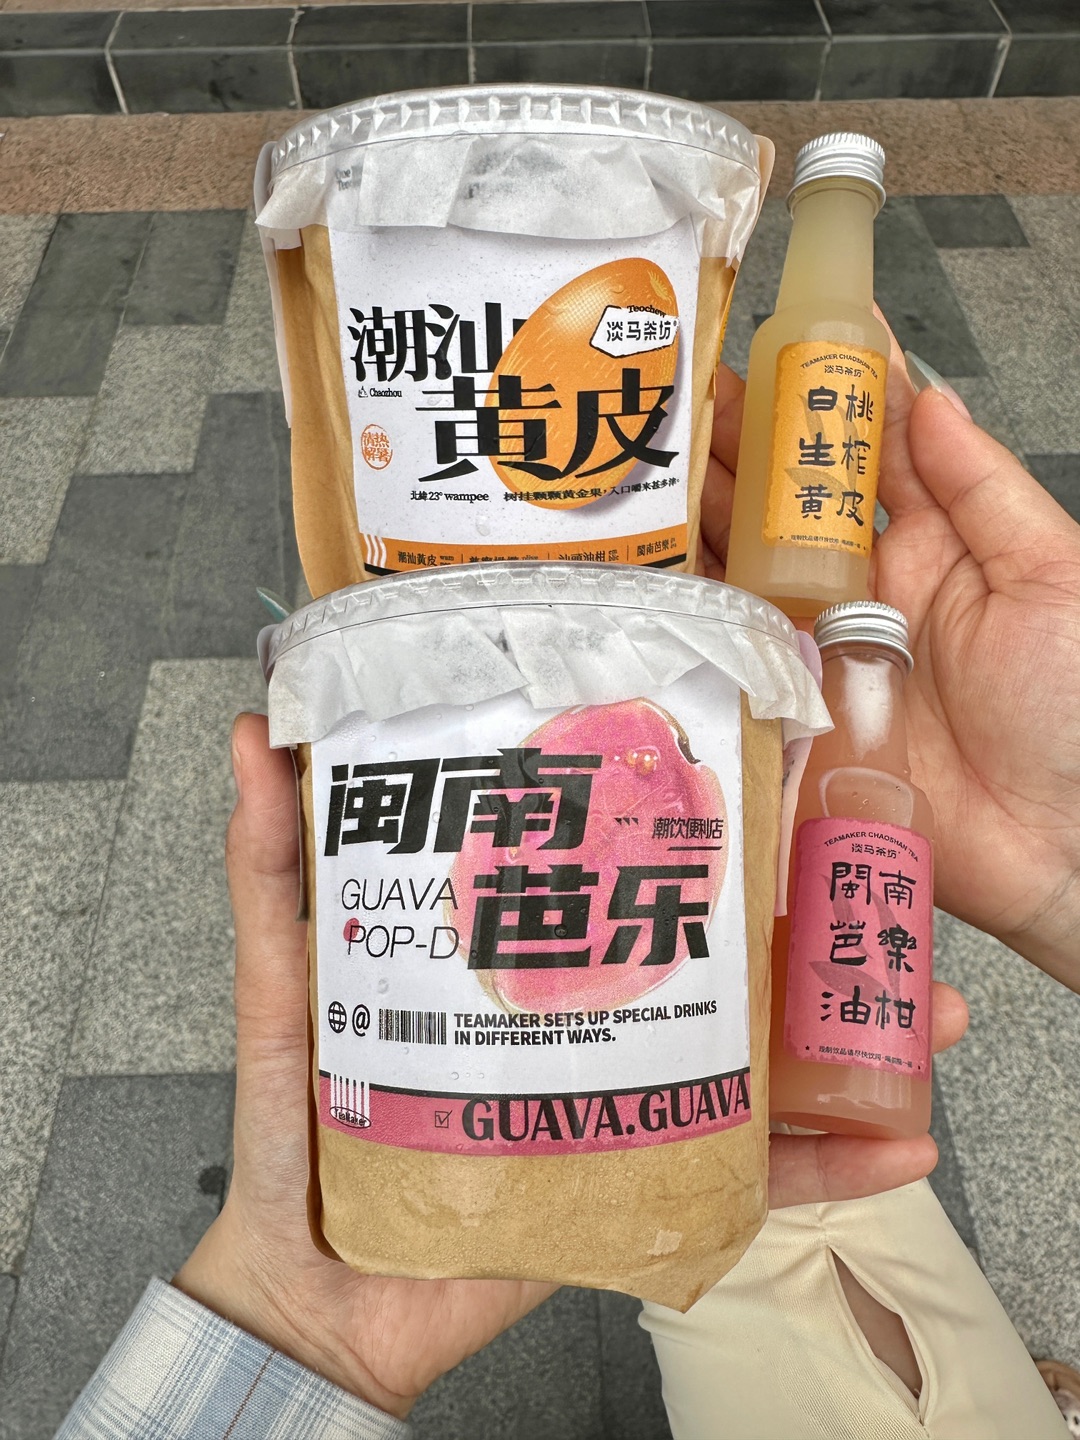 Teochew
淡马茶坊
潮汕
黄皮
Chaozhou
清热
解暑
北緯23° wampee 树挂颗颗黄金果，入口嚼来甚多津。
潮汕黃皮
汕頭油柑
閩南芭樂
TEAMAKER CHAOSHAN TEA
淡马茶坊
白桃
生榨
黄皮
闽南
潮饮便利店
芭乐
GUAVA
POP-D
@
TEAMAKER SETS UP SPECIAL DRINKS
IN DIFFERENT WAYS.
TeaMaker
GUAVA.GUAVA
TEAMAKER CHAOSHAN TEA
淡马茶坊
閩南
芭樂
油柑